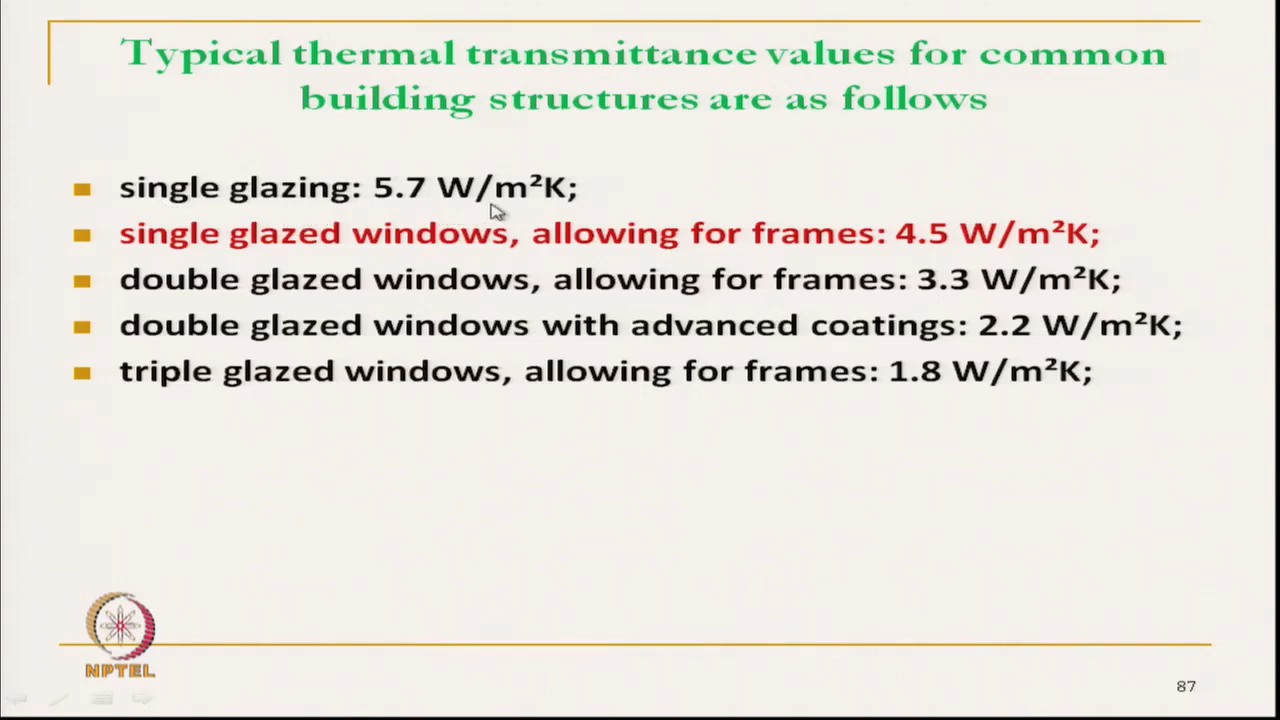 Typical thermal transmittance values for common
building structures are as follows
single glazing: 5.7 W/m²K;
single glazed windows, allowing for frames: 4.5 W/m²K;
double glazed windows, allowing for frames: 3.3 W/m²K;
double glazed windows with advanced coatings: 2.2 W/m²K;
triple glazed windows, allowing for frames: 1.8 W/m²K;
NPTEL
87